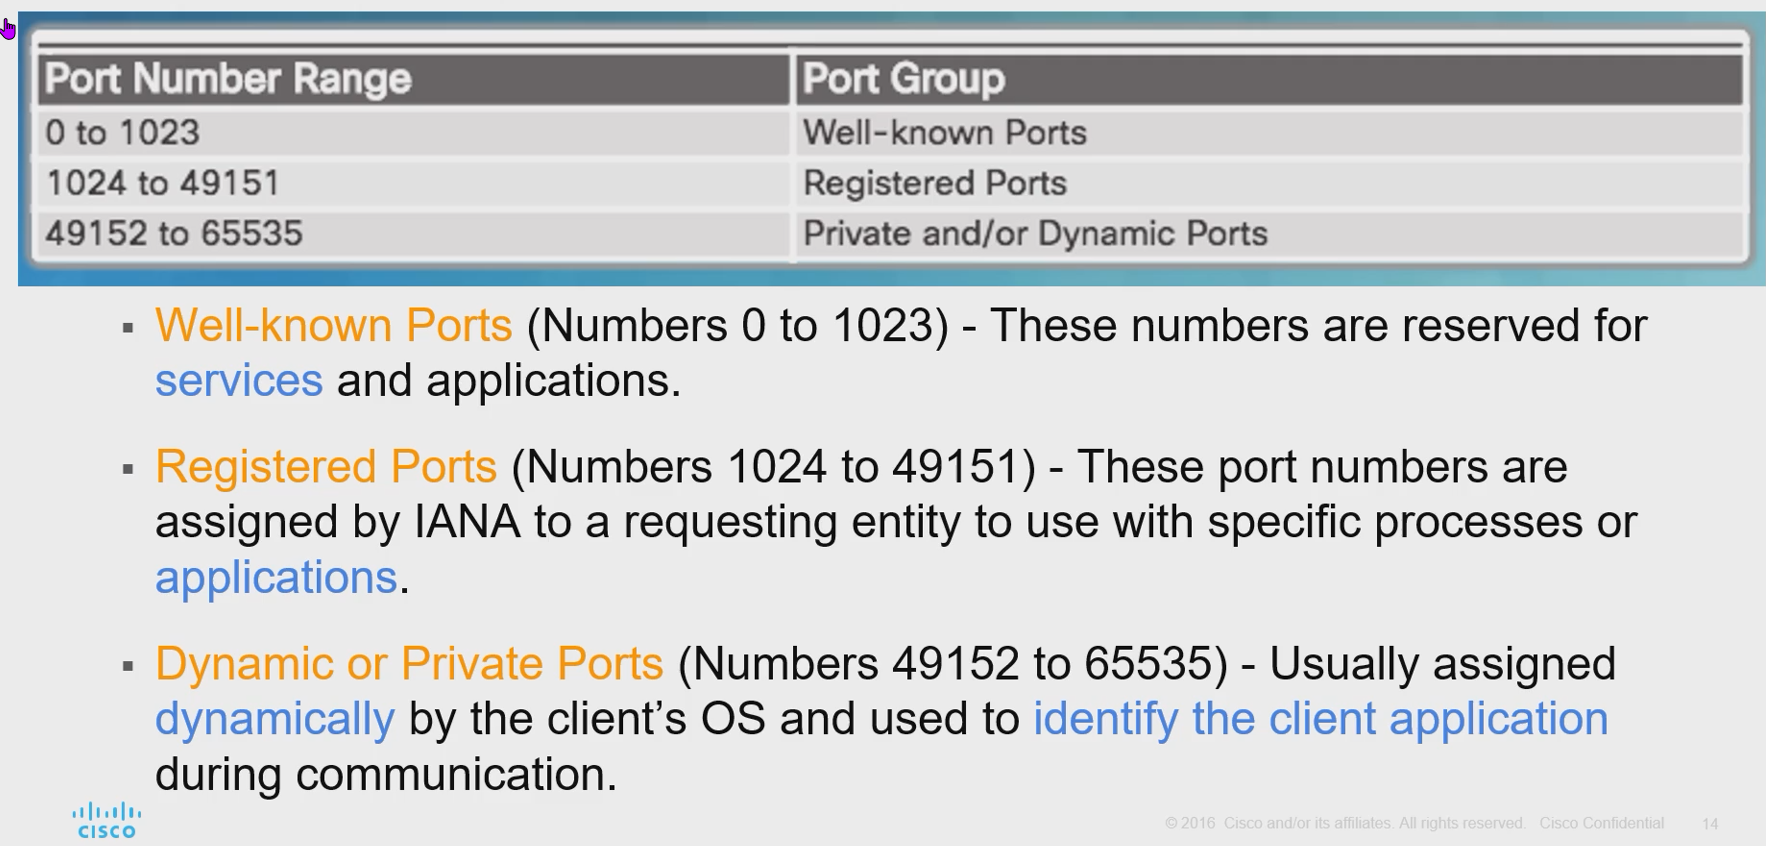 Port Number Range Port Group
0 to 1023 Well-known Ports
1024 to 49151 Registered Ports
49152 to 65535 Private and/or Dynamic Ports
▪ Well-known Ports (Numbers 0 to 1023) - These numbers are reserved for
services and applications.
▪ Registered Ports (Numbers 1024 to 49151) - These port numbers are
assigned by IANA to a requesting entity to use with specific processes or
applications.
▪ Dynamic or Private Ports (Numbers 49152 to 65535) - Usually assigned
dynamically by the client’s OS and used to identify the client application
during communication.
CISCO
© 2016 Cisco and/or its affiliates. All rights reserved. Cisco Confidential 14